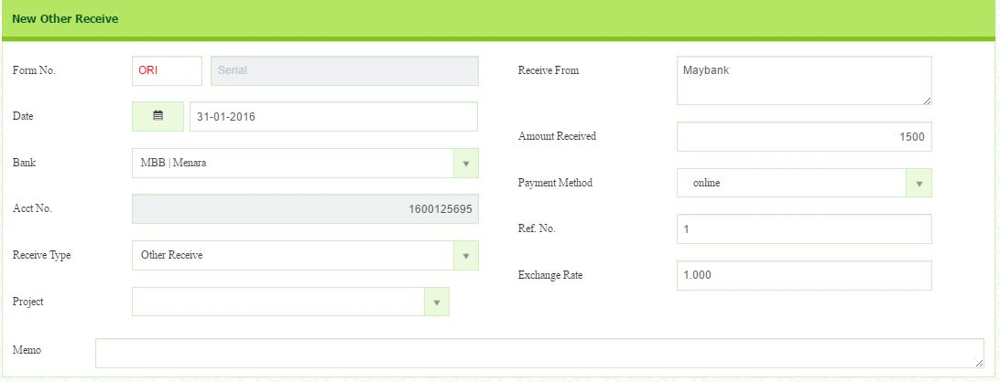 New Other Receive
Form No. ORI Serial
Date 31-01-2016
Bank MBB | Menara
Acct No. 1600125695
Receive Type Other Receive
Project
Receive From Maybank
Amount Received 1500
Payment Method online
Ref. No. 1
Exchange Rate 1.000
Memo